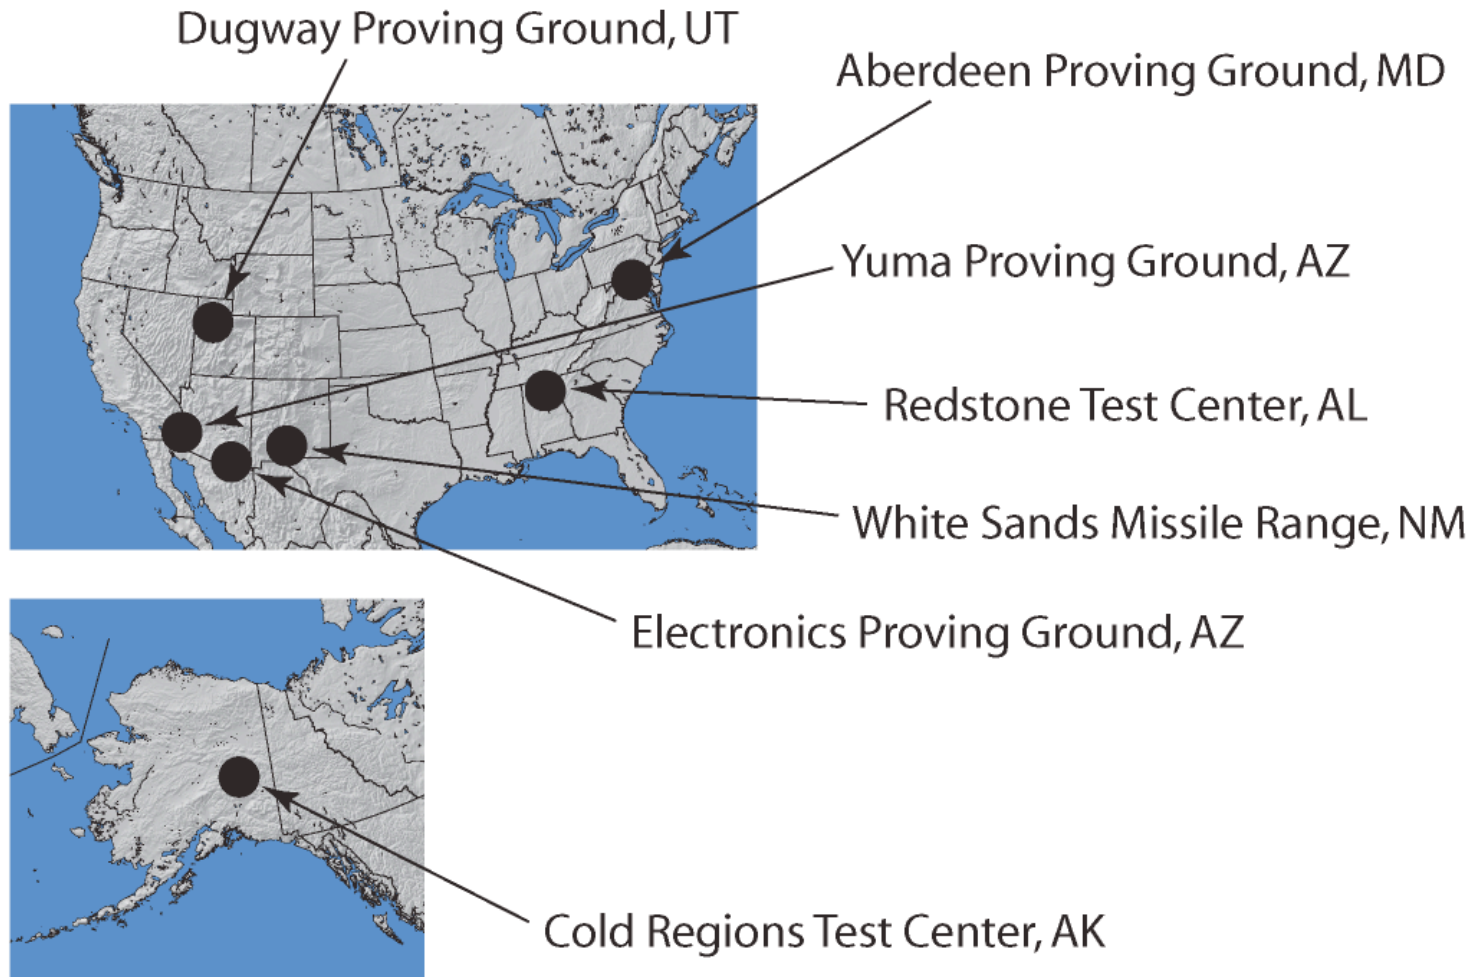 Dugway Proving Ground, UT
Aberdeen Proving Ground, MD
Yuma Proving Ground, AZ
Redstone Test Center, AL
White Sands Missile Range, NM
Electronics Proving Ground, AZ
Cold Regions Test Center, AK